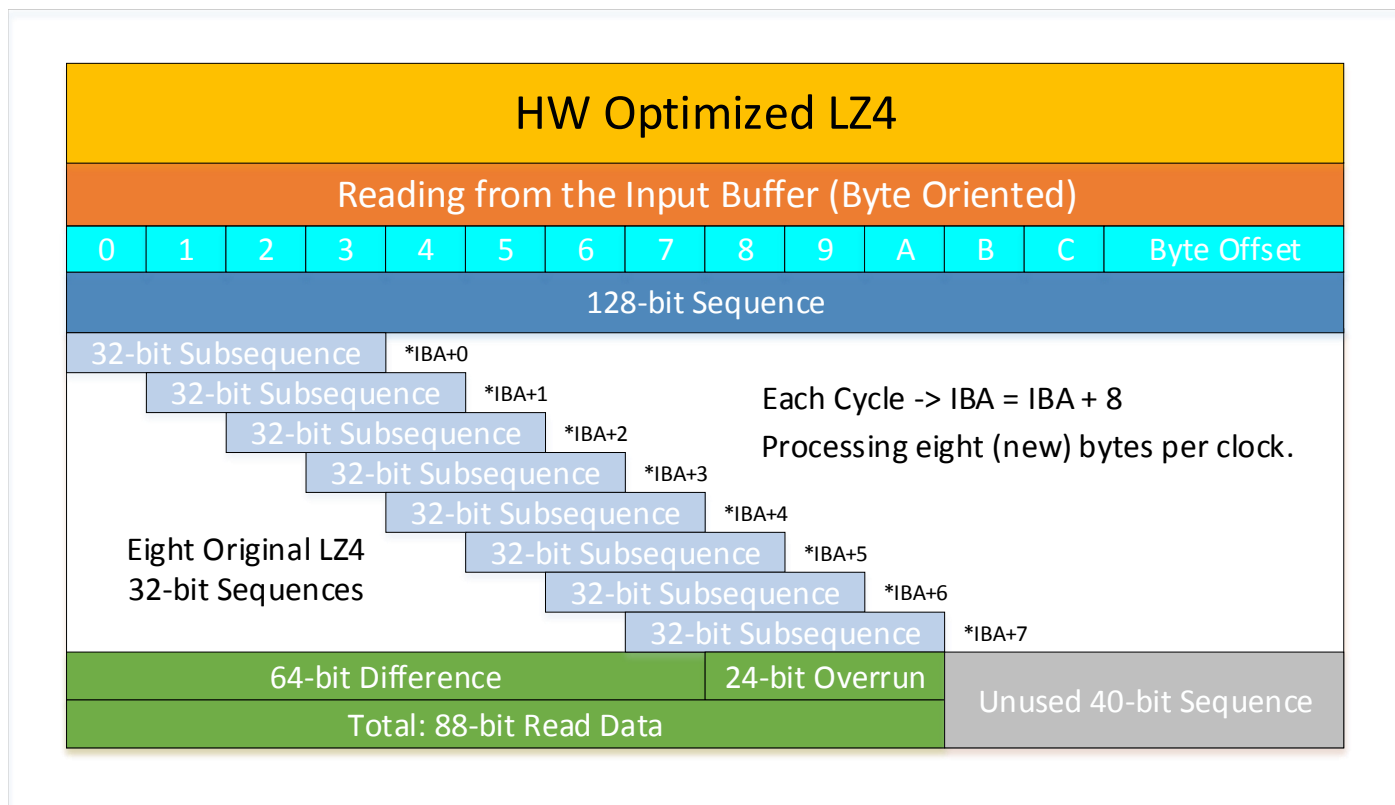 HW Optimized LZ4
Reading from the Input Buffer (Byte Oriented)
0 1 2 3 4 5 6 7 8 9 A B C Byte Offset
128-bit Sequence
32-bit Subsequence *IBA+0
32-bit Subsequence *IBA+1
32-bit Subsequence *IBA+2
32-bit Subsequence *IBA+3
32-bit Subsequence *IBA+4
32-bit Subsequence *IBA+5
32-bit Subsequence *IBA+6
32-bit Subsequence *IBA+7
Each Cycle -> IBA = IBA + 8
Processing eight (new) bytes per clock.
Eight Original LZ4
32-bit Sequences
64-bit Difference
24-bit Overrun
Unused 40-bit Sequence
Total: 88-bit Read Data